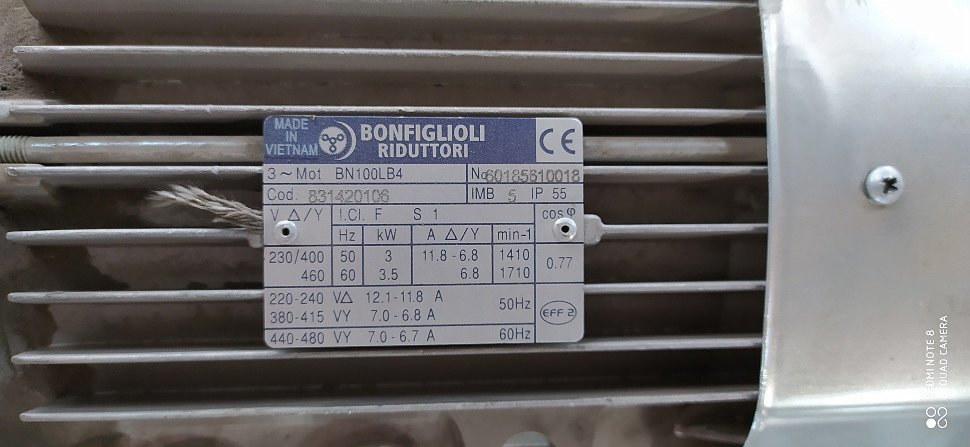 MADE IN VIETNAM
BONFIGLIOLI
RIDUTTORI
CE
3~Mot BN100LB4 No 60185810018
Cod. 831420106 IMB 5 IP 55
V Δ/Y I.Cl. F S 1 cos φ
Hz kW A Δ/Y min-1
230/400 50 3 11.8-6.8 1410 0.77
460 60 3.5 6.8 1710
220-240 VΔ 12.1-11.8 A 50Hz
380-415 VY 7.0-6.8 A
EFF 2
440-480 VY 7.0-6.7 A 60Hz
REDMI NOTE 8
QUAD CAMERA